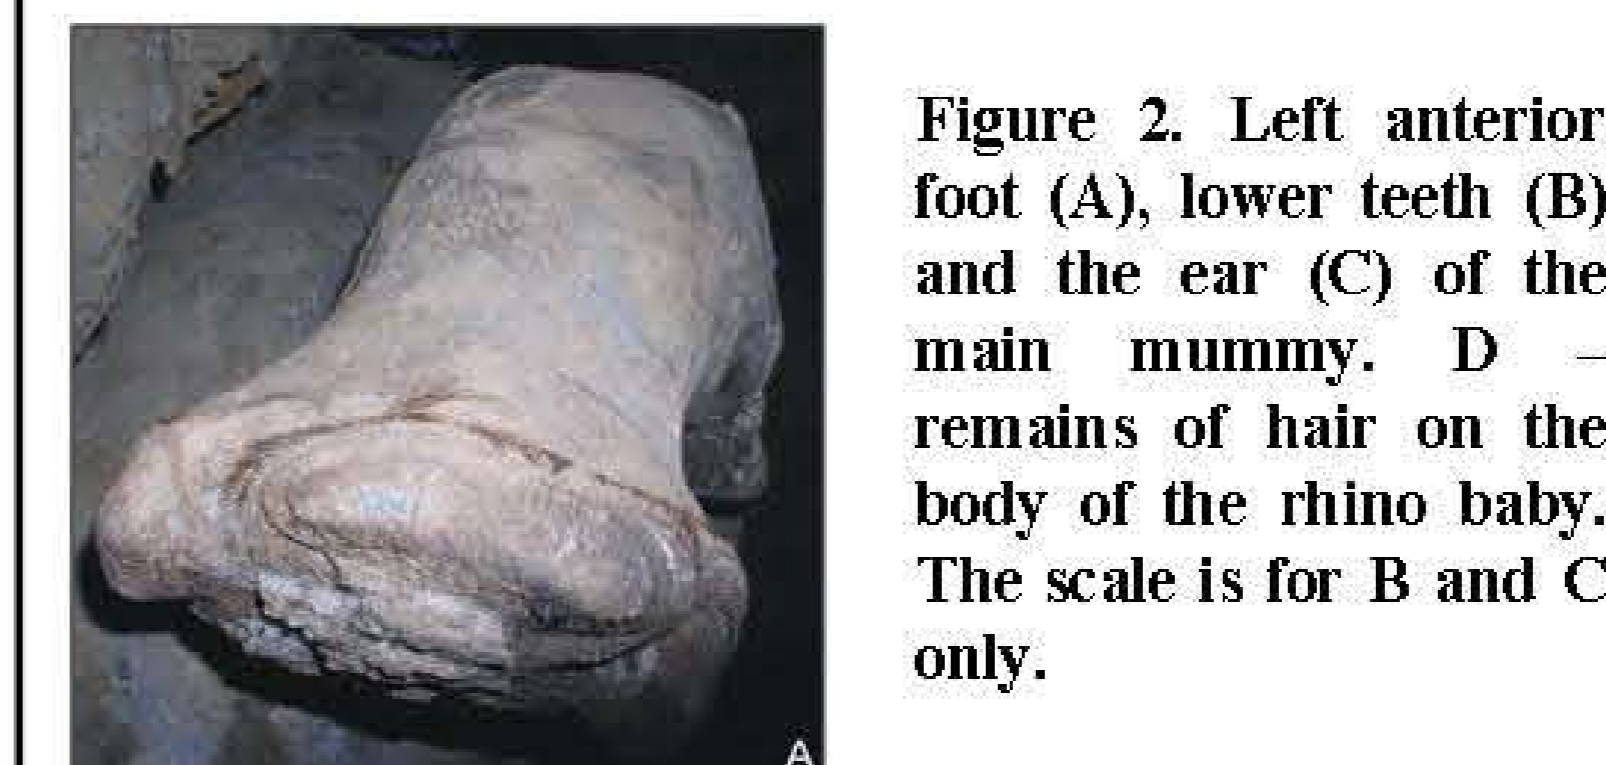 Figure 2. Left anterior
foot (A), lower teeth (B)
and the ear (C) of the
main mummy. D –
remains of hair on the
body of the rhino baby.
The scale is for B and C
only.
A